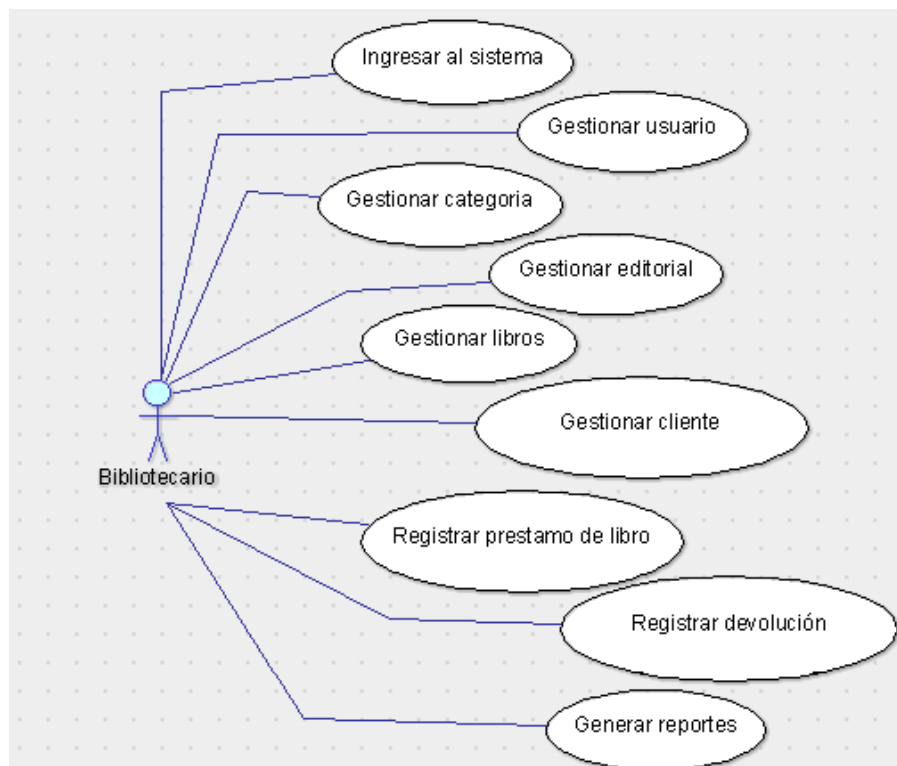 Ingresar al sistema
Gestionar usuario
Gestionar categoria
Gestionar editorial
Gestionar libros
Gestionar cliente
Bibliotecario
Registrar prestamo de libro
Registrar devolución
Generar reportes